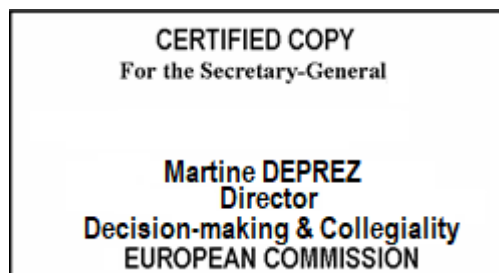 CERTIFIED COPY
For the Secretary-General
Martine DEPREZ
Director
Decision-making & Collegiality
EUROPEAN COMMISSION